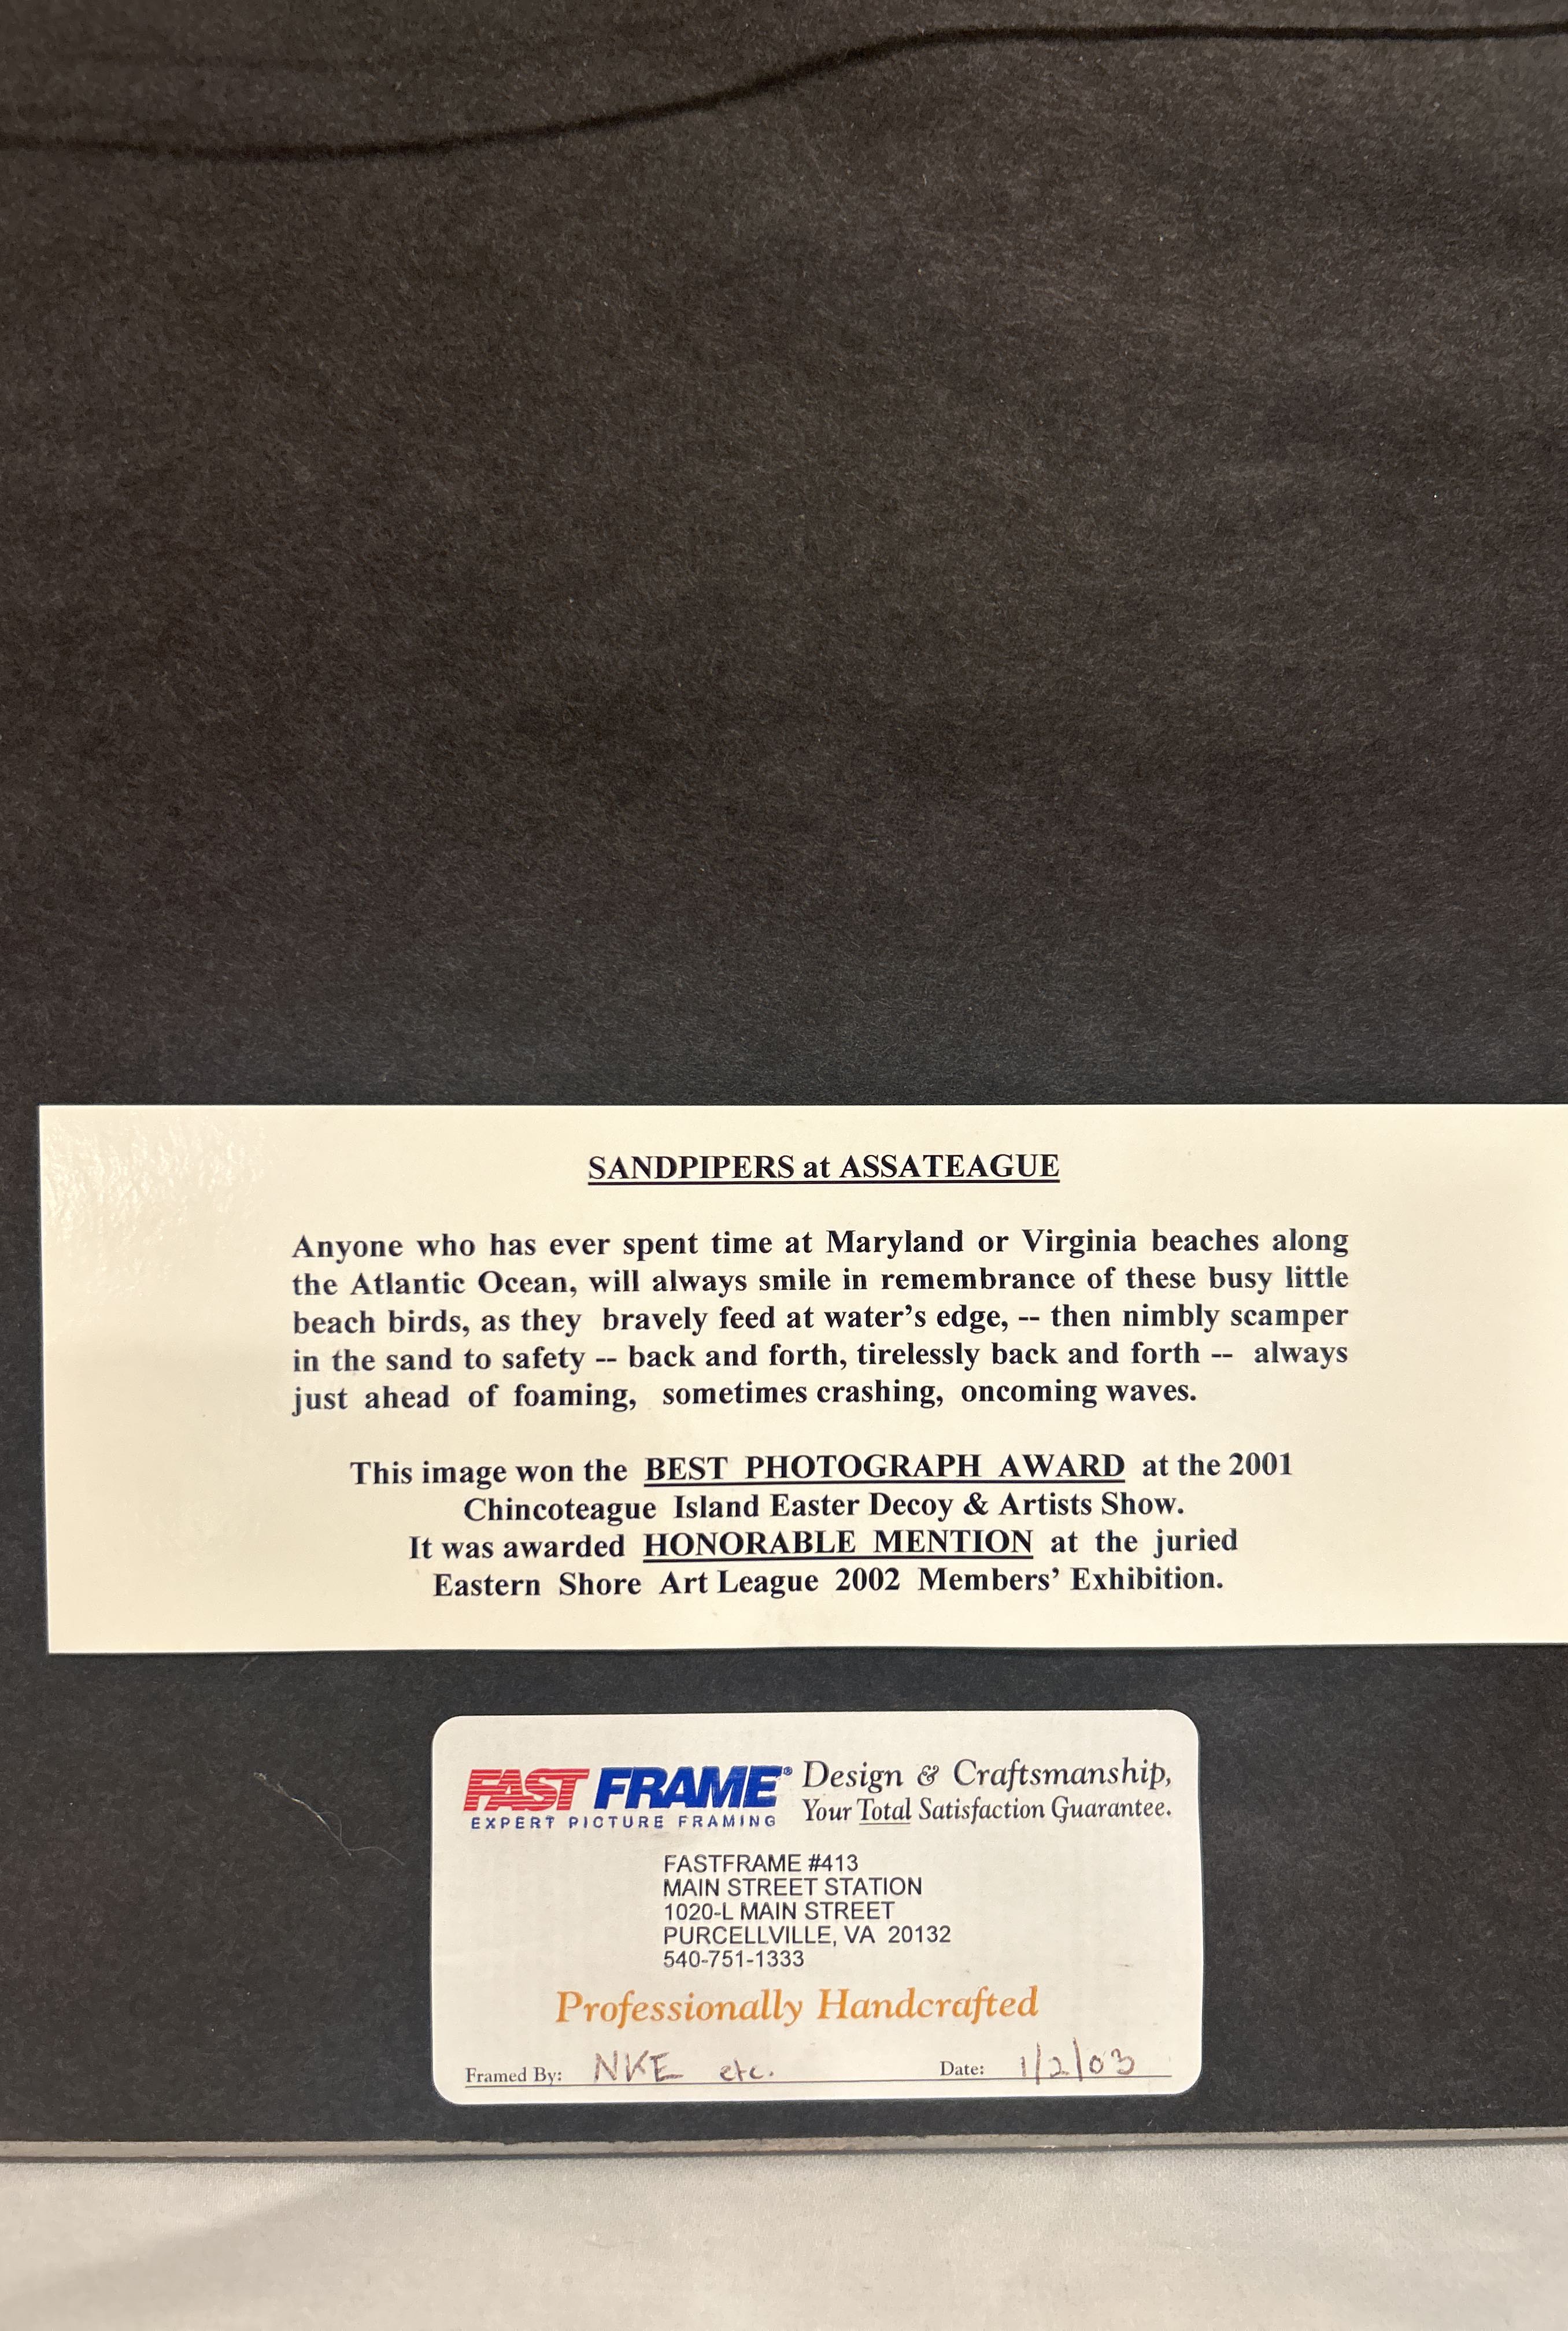 SANDPIPERS at ASSATEAGUE
Anyone who has ever spent time at Maryland or Virginia beaches along
the Atlantic Ocean, will always smile in remembrance of these busy little
beach birds, as they bravely feed at water’s edge, -- then nimbly scamper
in the sand to safety -- back and forth, tirelessly back and forth -- always
just ahead of foaming, sometimes crashing, oncoming waves.
This image won the BEST PHOTOGRAPH AWARD at the 2001
Chincoteague Island Easter Decoy & Artists Show.
It was awarded HONORABLE MENTION at the juried
Eastern Shore Art League 2002 Members’ Exhibition.
FAST FRAME®
EXPERT PICTURE FRAMING
Design & Craftsmanship,
Your Total Satisfaction Guarantee.
FASTFRAME #413
MAIN STREET STATION
1020-L MAIN STREET
PURCELLVILLE, VA 20132
540-751-1333
Professionally Handcrafted
Framed By: NKE etc. Date: 1/2/03